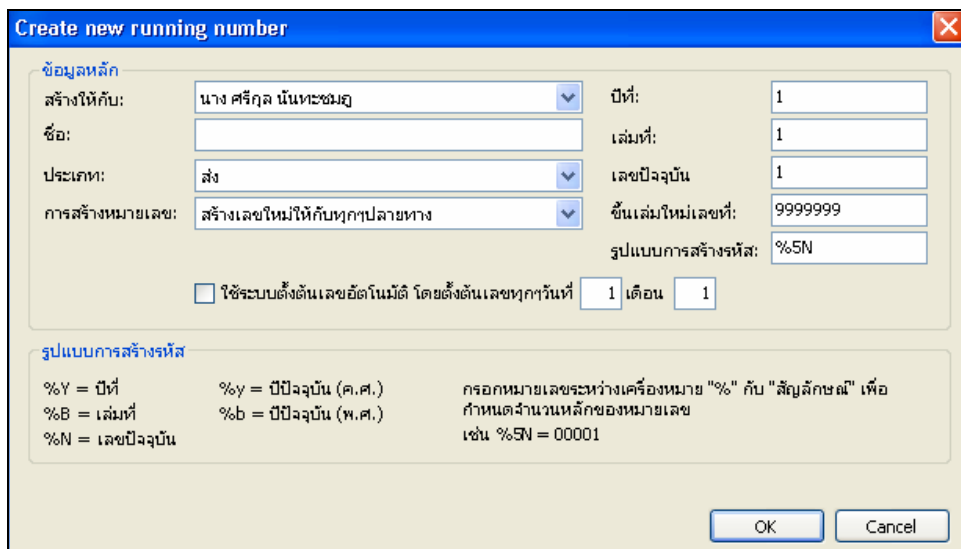 Create new running number
ข้อมูลหลัก
สร้างให้กับ: นาง ศรีกุล นันทะชมภู ปีที่: 1
ชื่อ: เล่มที่: 1
ประเภท: ส่ง เลขปัจจุบัน 1
การสร้างหมายเลข: สร้างเลขใหม่ให้กับทุกๆปลายทาง ขึ้นเล่มใหม่เลขที่: 9999999
รูปแบบการสร้างรหัส: %5N
ใช้ระบบตั้งต้นเลขอัตโนมัติ โดยตั้งต้นเลขทุกๆวันที่ 1 เดือน 1
รูปแบบการสร้างรหัส
%Y = ปีที่ %y = ปีปัจจุบัน (ค.ศ.) กรอกหมายเลขระหว่างเครื่องหมาย "%" กับ "สัญลักษณ์" เพื่อ
%B = เล่มที่ %b = ปีปัจจุบัน (พ.ศ.) กำหนดจำนวนหลักของหมายเลข
%N = เลขปัจจุบัน เช่น %5N = 00001
OK Cancel